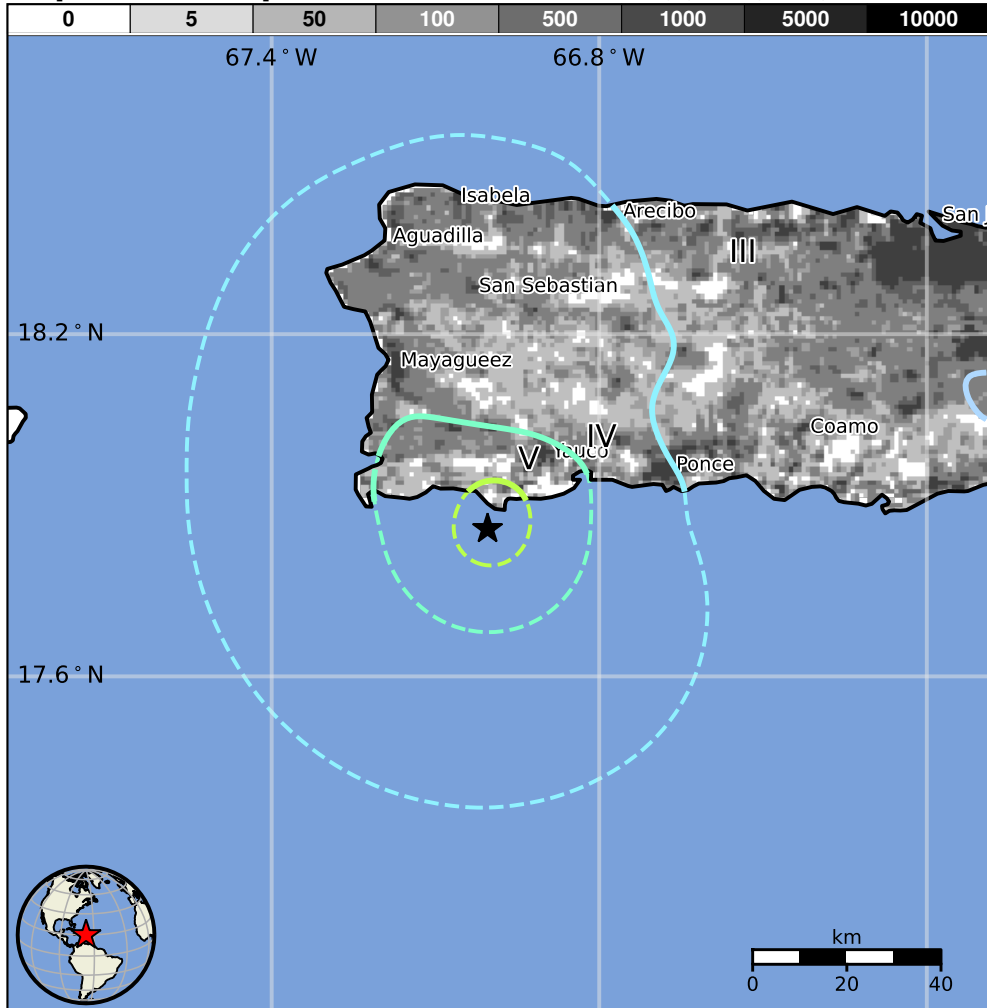 0 5 50 100 500 1000 5000 10000
67.4°W 66.8°W
Isabela
Arecibo
San J
Aguadilla
III
San Sebastian
18.2°N
Mayagueez
Coamo
IV
V
Yauco
Ponce
17.6°N
km
0 20 40